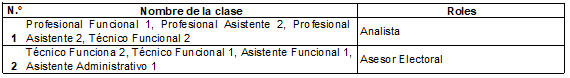 N.° Nombre de la clase Roles
Profesional Funcional 1, Profesional Asistente 2, Profesional
1 Asistente 2, Técnico Funcional 2 Analista
Técnico Funciona 2, Técnico Funcional 1, Asistente Funcional 1,
2 Asistente Administrativo 1 Asesor Electoral